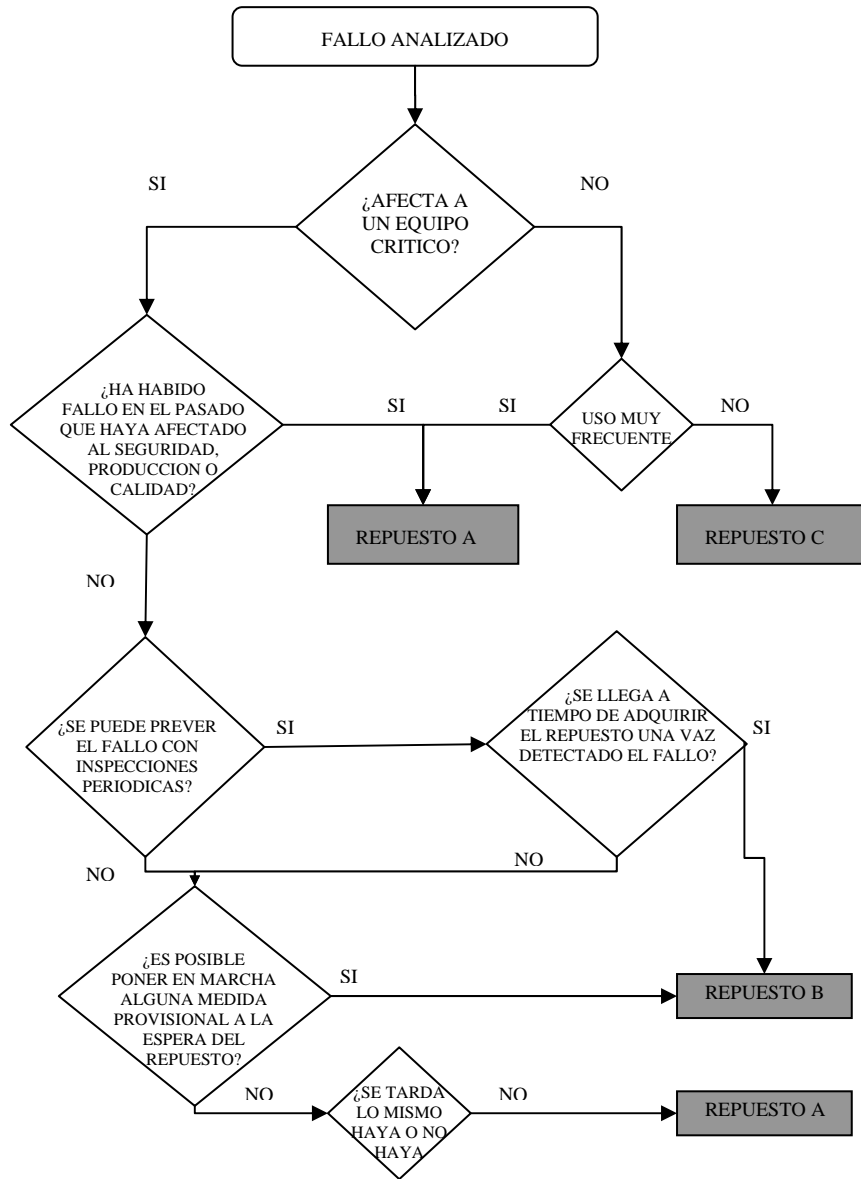 FALLO ANALIZADO
SI
NO
¿AFECTA A
UN EQUIPO
CRITICO?
¿HA HABIDO
FALLO EN EL PASADO
QUE HAYA AFECTADO
AL SEGURIDAD,
PRODUCCION O
CALIDAD?
SI
SI
USO MUY
FRECUENTE
NO
REPUESTO A
REPUESTO C
NO
¿SE PUEDE PREVER
EL FALLO CON
INSPECCIONES
PERIODICAS?
SI
¿SE LLEGA A
TIEMPO DE ADQUIRIR
EL REPUESTO UNA VAZ
DETECTADO EL FALLO?
SI
NO
NO
¿ES POSIBLE
PONER EN MARCHA
ALGUNA MEDIDA
PROVISIONAL A LA
ESPERA DEL
REPUESTO?
SI
REPUESTO B
NO
¿SE TARDA
LO MISMO
HAYA O NO
HAYA
NO
REPUESTO A